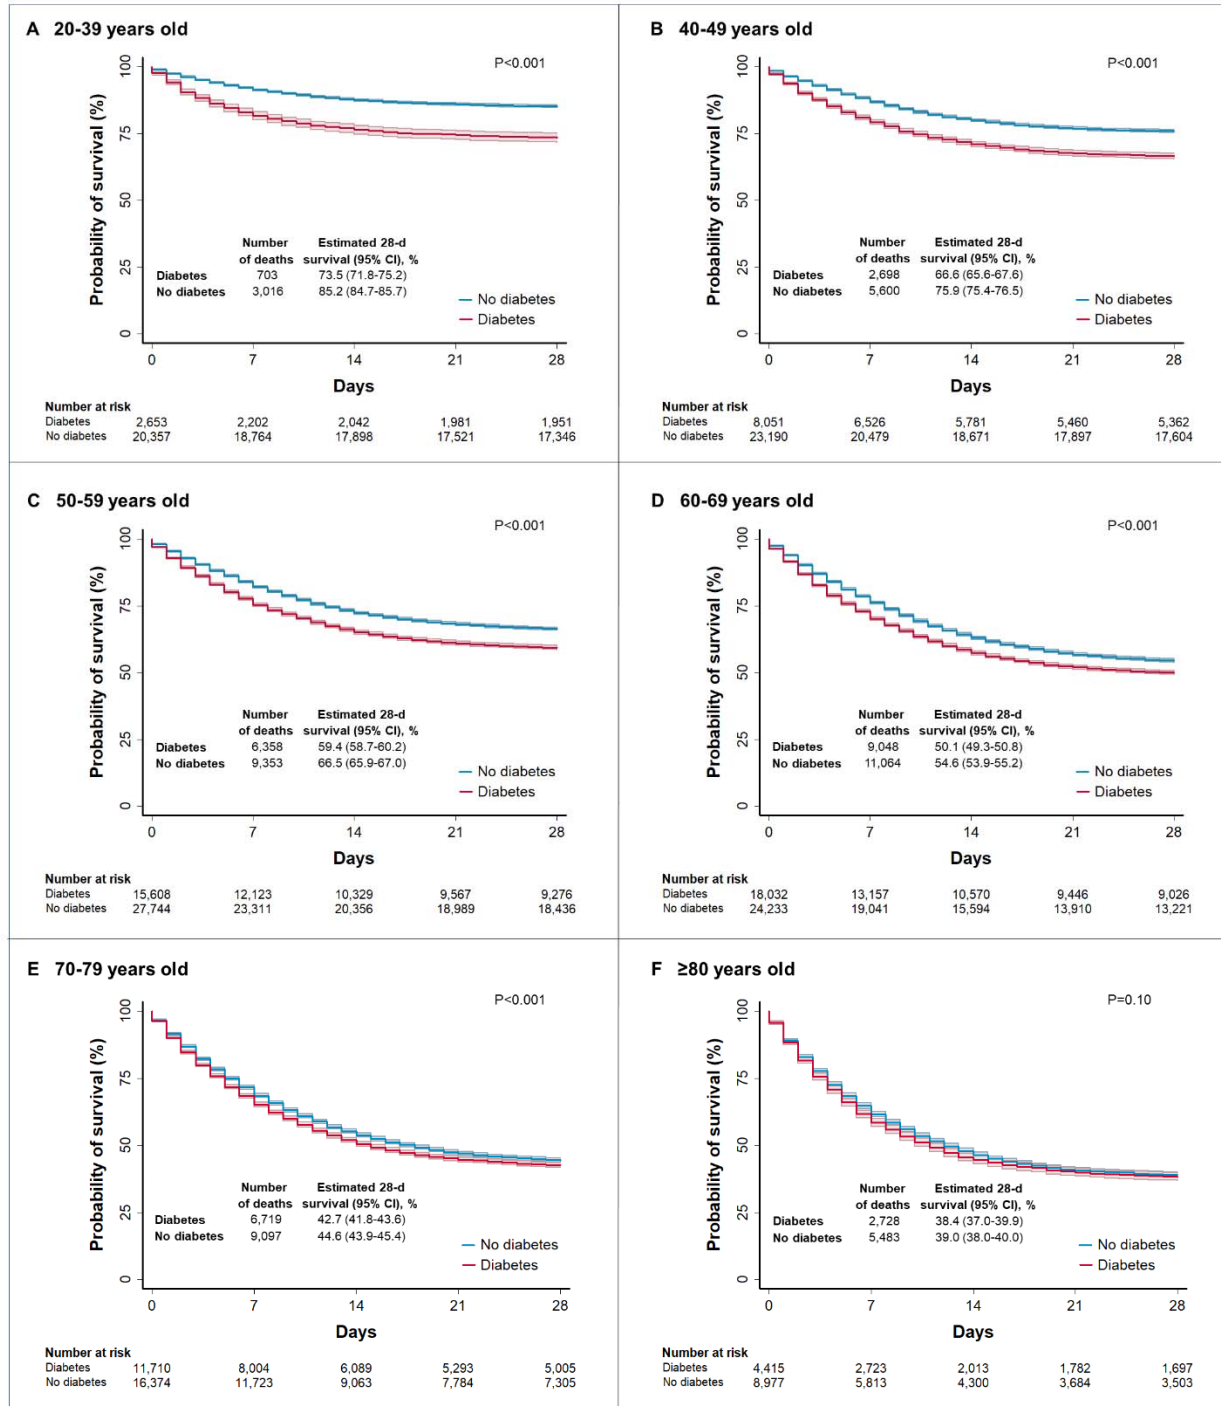 A 20-39 years old
P<0.001
Probability of survival (%)
100
75
50
25
0
Number of deaths Estimated 28-d survival (95% CI), %
Diabetes 703 73.5 (71.8-75.2)
No diabetes 3,016 85.2 (84.7-85.7)
No diabetes
Diabetes
0 7 14 21 28
Days
Number at risk
Diabetes 2,653 2,202 2,042 1,981 1,951
No diabetes 20,357 18,764 17,898 17,521 17,346
B 40-49 years old
P<0.001
Probability of survival (%)
100
75
50
25
0
Number of deaths Estimated 28-d survival (95% CI), %
Diabetes 2,698 66.6 (65.6-67.6)
No diabetes 5,600 75.9 (75.4-76.5)
No diabetes
Diabetes
0 7 14 21 28
Days
Number at risk
Diabetes 8,051 6,526 5,781 5,460 5,362
No diabetes 23,190 20,479 18,671 17,897 17,604
C 50-59 years old
P<0.001
Probability of survival (%)
100
75
50
25
0
Number of deaths Estimated 28-d survival (95% CI), %
Diabetes 6,358 59.4 (58.7-60.2)
No diabetes 9,353 66.5 (65.9-67.0)
No diabetes
Diabetes
0 7 14 21 28
Days
Number at risk
Diabetes 15,608 12,123 10,329 9,567 9,276
No diabetes 27,744 23,311 20,356 18,989 18,436
D 60-69 years old
P<0.001
Probability of survival (%)
100
75
50
25
0
Number of deaths Estimated 28-d survival (95% CI), %
Diabetes 9,048 50.1 (49.3-50.8)
No diabetes 11,064 54.6 (53.9-55.2)
No diabetes
Diabetes
0 7 14 21 28
Days
Number at risk
Diabetes 18,032 13,157 10,570 9,446 9,026
No diabetes 24,233 19,041 15,594 13,910 13,221
E 70-79 years old
P<0.001
Probability of survival (%)
100
75
50
25
0
Number of deaths Estimated 28-d survival (95% CI), %
Diabetes 6,719 42.7 (41.8-43.6)
No diabetes 9,097 44.6 (43.9-45.4)
No diabetes
Diabetes
0 7 14 21 28
Days
Number at risk
Diabetes 11,710 8,004 6,089 5,293 5,005
No diabetes 16,374 11,723 9,063 7,784 7,305
F ≥80 years old
P=0.10
Probability of survival (%)
100
75
50
25
0
Number of deaths Estimated 28-d survival (95% CI), %
Diabetes 2,728 38.4 (37.0-39.9)
No diabetes 5,483 39.0 (38.0-40.0)
No diabetes
Diabetes
0 7 14 21 28
Days
Number at risk
Diabetes 4,415 2,723 2,013 1,782 1,697
No diabetes 8,977 5,813 4,300 3,684 3,503